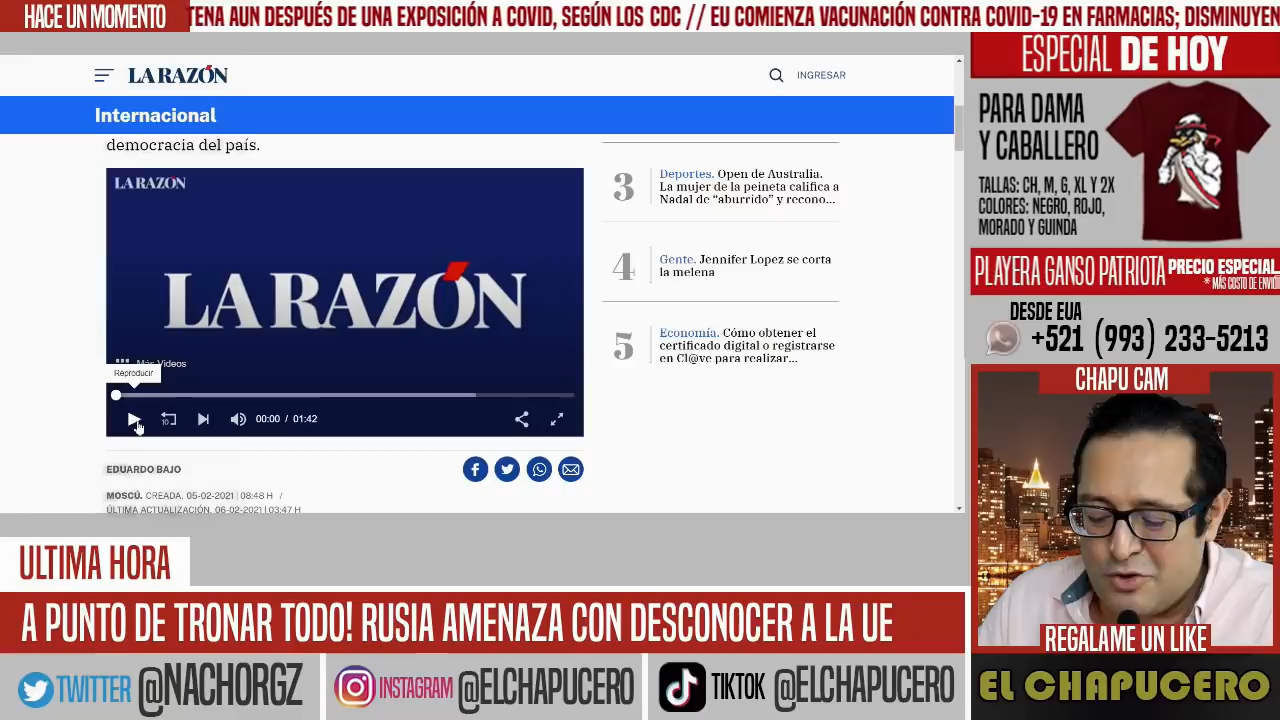 HACE UN MOMENTO
TENA AUN DESPUÉS DE UNA EXPOSICIÓN A COVID, SEGÚN LOS CDC // EU COMIENZA VACUNACIÓN CONTRA COVID-19 EN FARMACIAS; DISMINUYEN
LA RAZÓN
INGRESAR
Internacional
democracia del país.
LA RAZÓN
LA RAZÓN
Más Videos
Reproducir
10
00:00 / 01:42
EDUARDO BAJO
MOSCÚ. CREADA. 05-02-2021 | 08:48 H /
ÚLTIMA ACTUALIZACIÓN. 06-02-2021 | 03:47 H
3
Deportes. Open de Australia.
La mujer de la peineta califica a
Nadal de “aburrido” y recono...
4
Gente. Jennifer Lopez se corta
la melena
5
Economía. Cómo obtener el
certificado digital o registrarse
en Cl@ve para realizar...
ESPECIAL DE HOY
PARA DAMA
Y CABALLERO
TALLAS: CH, M, G, XL Y 2X
COLORES: NEGRO, ROJO,
MORADO Y GUINDA
PLAYERA GANSO PATRIOTA PRECIO ESPECIAL
* MÁS COSTO DE ENVÍO
DESDE EUA
+521 (993) 233-5213
CHAPU CAM
REGALAME UN LIKE
EL CHAPUCERO
ULTIMA HORA
A PUNTO DE TRONAR TODO! RUSIA AMENAZA CON DESCONOCER A LA UE
TWITTER @NACHORGZ
INSTAGRAM @ELCHAPUCERO
TIKTOK @ELCHAPUCERO